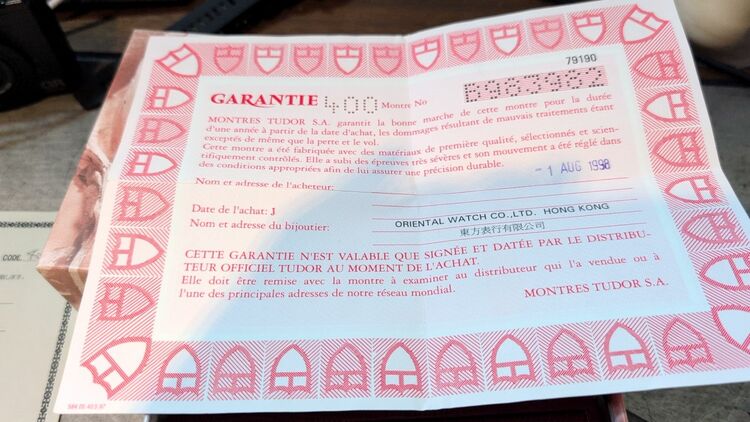 79190
GARANTIE 400 Montre No
MONTRES TUDOR S.A. garantit la bonne marche de cette montre pour la durée
d'une année à partir de la date d'achat, les dommages résultant de mauvais traitements étant
exceptés de même que la perte et le vol.
Cette montre a été fabriquée avec des matériaux de première qualité, sélectionnés et scien-
tifiquement contrôlés. Elle a subi des épreuves très sévères et son mouvement a été réglé dans
des conditions appropriées afin de lui assurer une précision durable.
- 1 AUG 1998
Nom et adresse de l'acheteur:
Date de l'achat: J
ORIENTAL WATCH CO.,LTD. HONG KONG
Nom et adresse du bijoutier:
東方表行有限公司
CETTE GARANTIE N'EST VALABLE QUE SIGNÉE ET DATÉE PAR LE DISTRIBU-
TEUR OFFICIEL TUDOR AU MOMENT DE L'ACHAT.
Elle doit être remise avec la montre à examiner au distributeur qui l'a vendue ou à
l'une des principales adresses de notre réseau mondial.
MONTRES TUDOR S.A.
CODE.